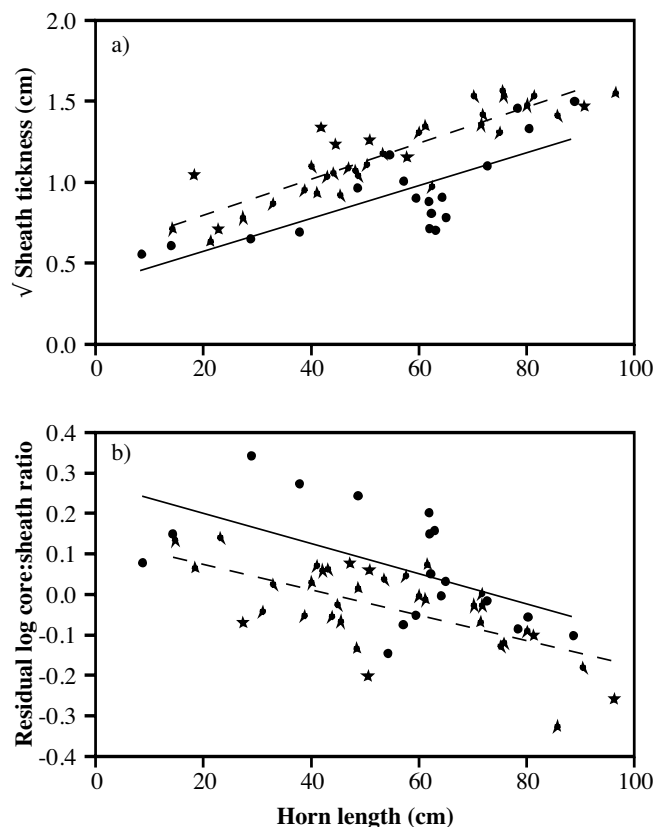 a)
√ Sheath tickness (cm)
2.0
1.5
1.0
0.5
0.0
0 20 40 60 80 100
b)
Residual log core:sheath ratio
0.4
0.3
0.2
0.1
0.0
-0.1
-0.2
-0.3
-0.4
0 20 40 60 80 100
Horn length (cm)